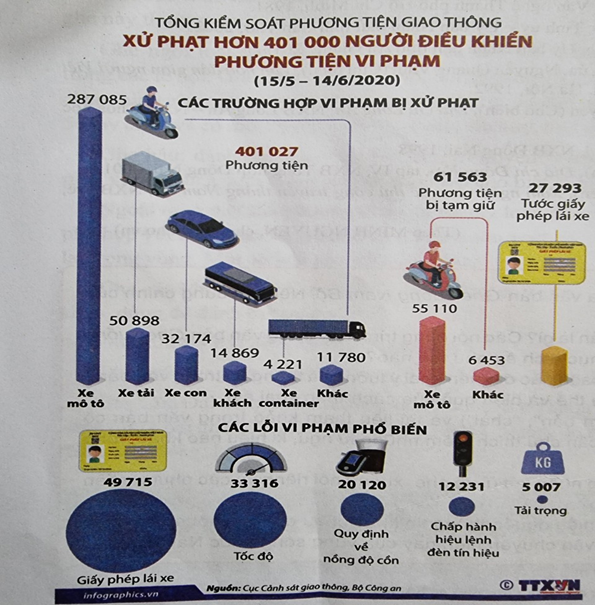 TỔNG KIỂM SOÁT PHƯƠNG TIỆN GIAO THÔNG
XỬ PHẠT HƠN 401 000 NGƯỜI ĐIỀU KHIỂN
PHƯƠNG TIỆN VI PHẠM
(15/5 – 14/6/2020)
CÁC TRƯỜNG HỢP VI PHẠM BỊ XỬ PHẠT
287 085
401 027
Phương tiện
61 563
Phương tiện
bị tạm giữ
27 293
Tước giấy
phép lái xe
50 898
32 174
14 869
4 221
11 780
55 110
6 453
Xe
mô tô
Xe tải
Xe con
Xe
khách
Xe
container
Khác
Xe
mô tô
Khác
CÁC LỖI VI PHẠM PHỔ BIẾN
49 715
33 316
20 120
12 231
KG
5 007
Giấy phép lái xe
Tốc độ
Quy định
về
nồng độ cồn
Chấp hành
hiệu lệnh
đèn tín hiệu
Tải trọng
infographics.vn
Nguồn: Cục Cảnh sát giao thông, Bộ Công an
© TTXVN